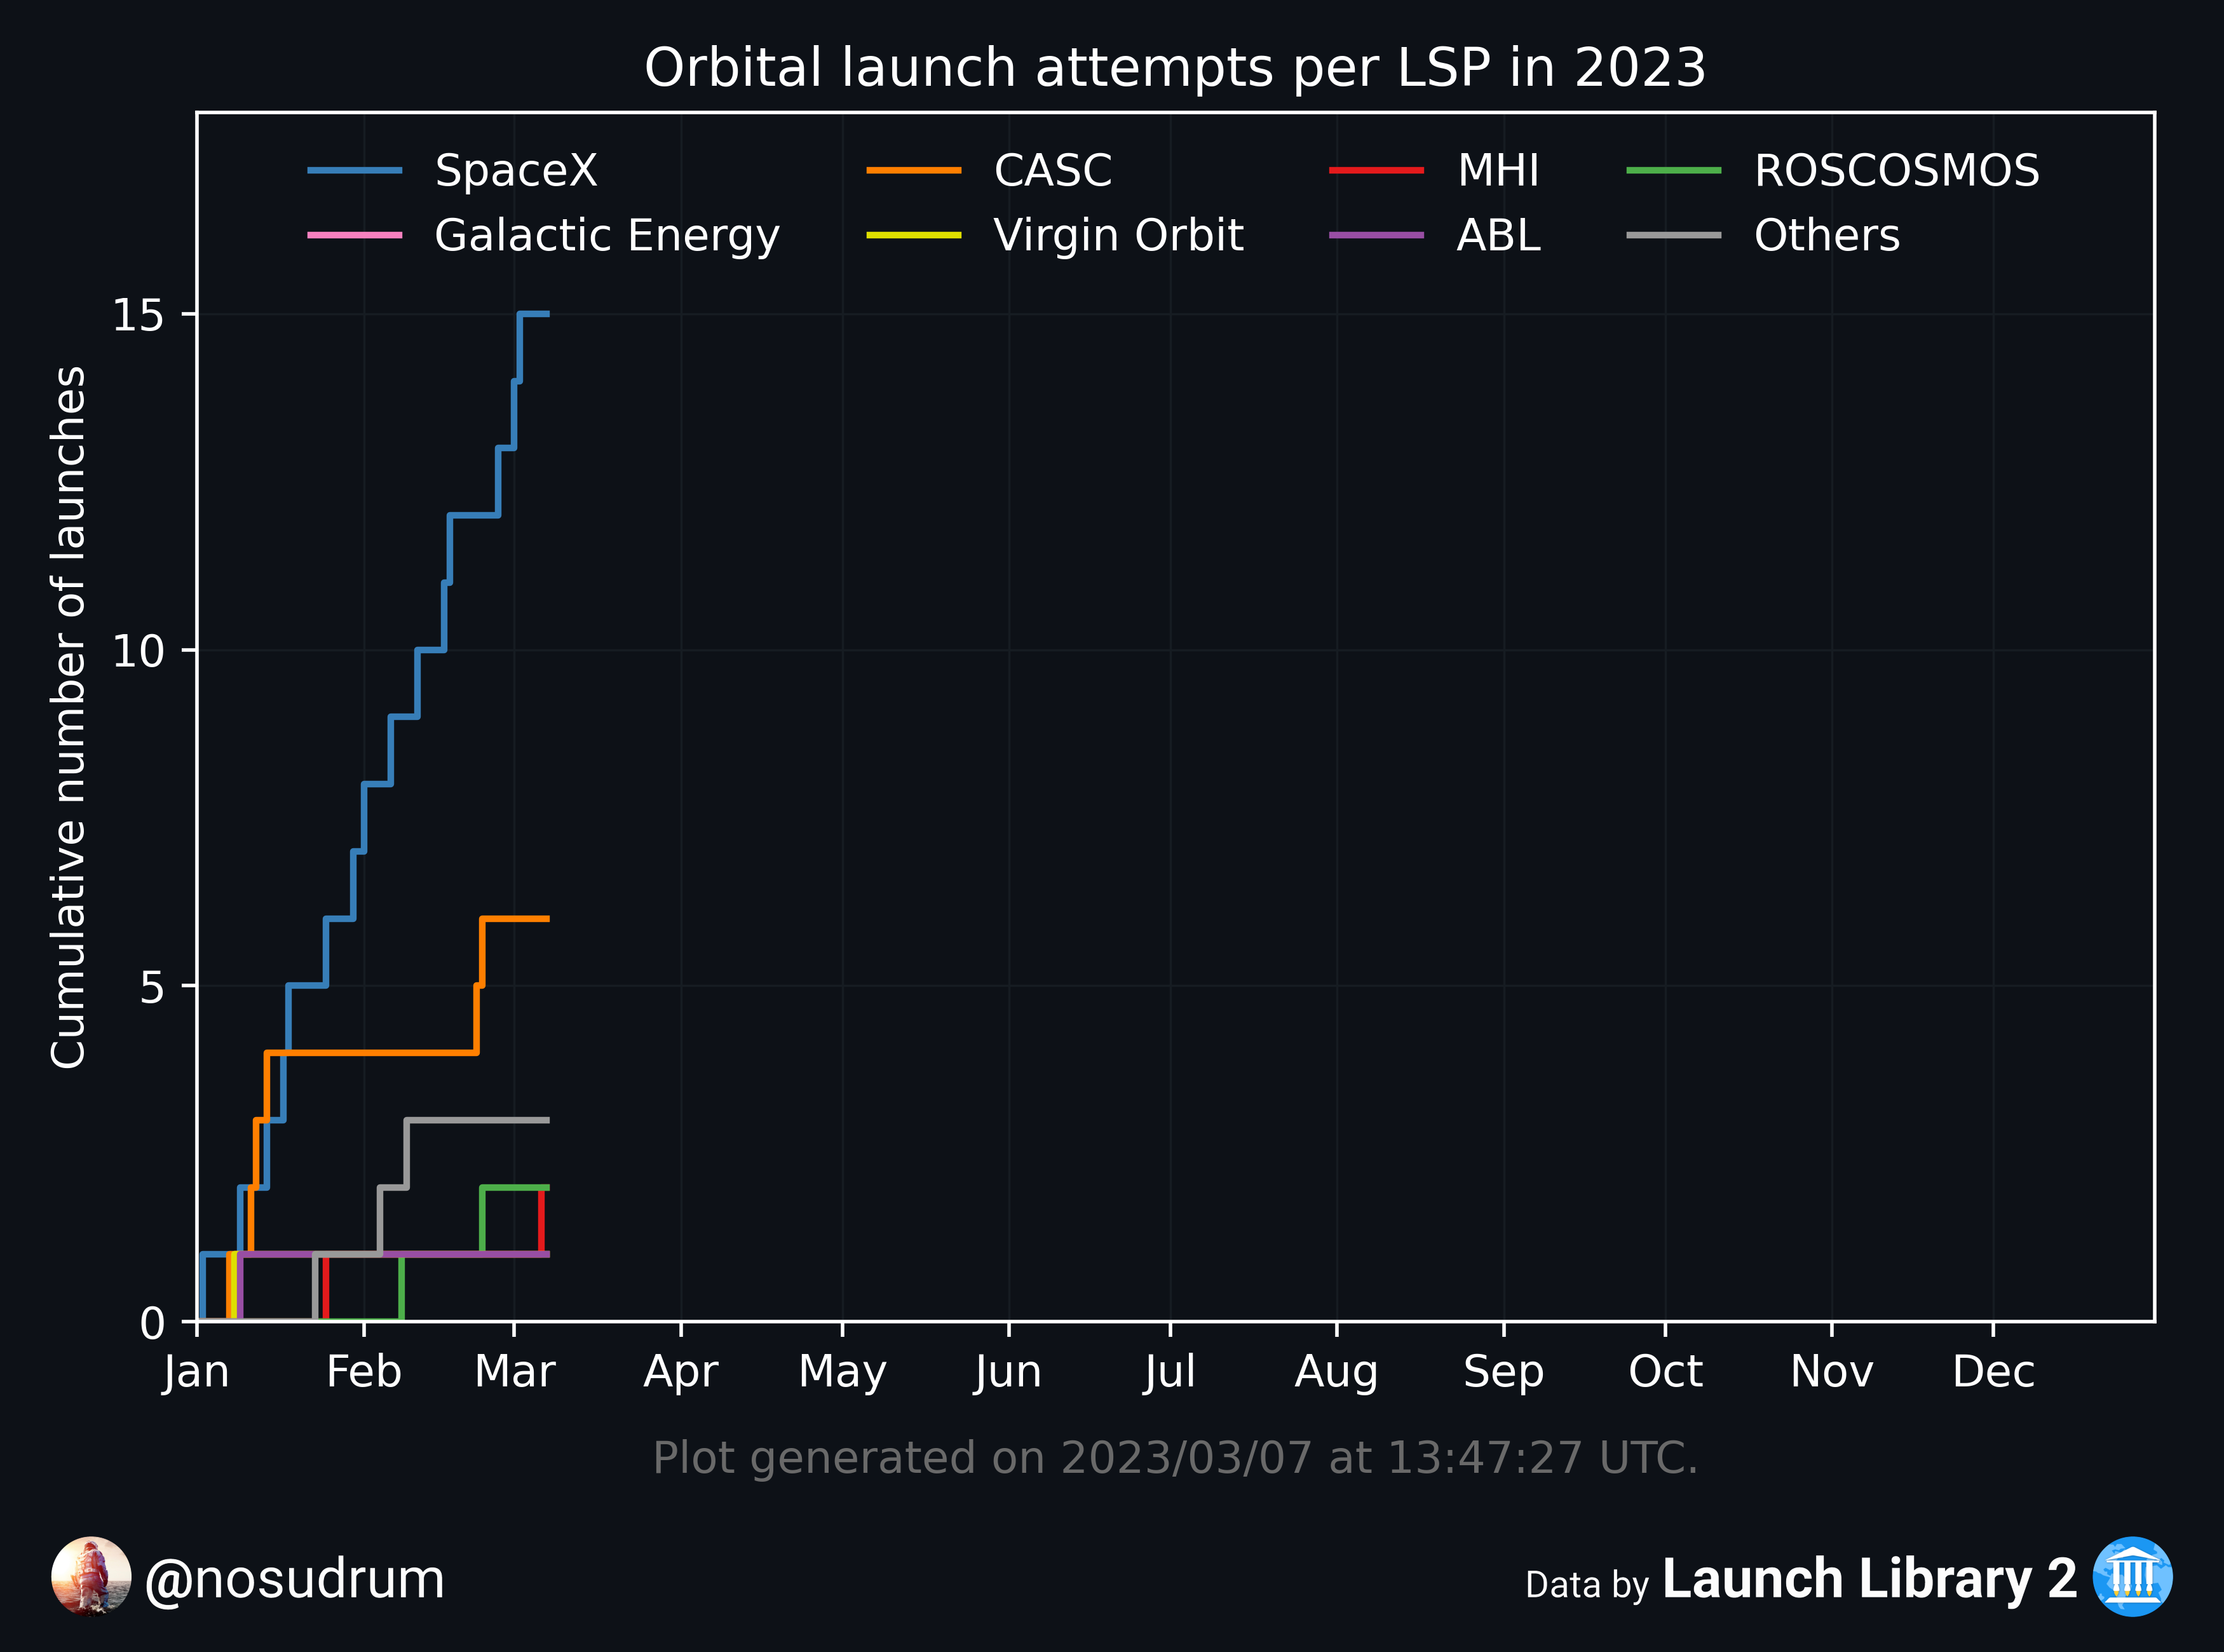 Orbital launch attempts per LSP in 2023
SpaceX CASC MHI ROSCOSMOS
Galactic Energy Virgin Orbit ABL Others
Cumulative number of launches
15
10
5
0
Jan Feb Mar Apr May Jun Jul Aug Sep Oct Nov Dec
Plot generated on 2023/03/07 at 13:47:27 UTC.
@nosudrum Data by Launch Library 2